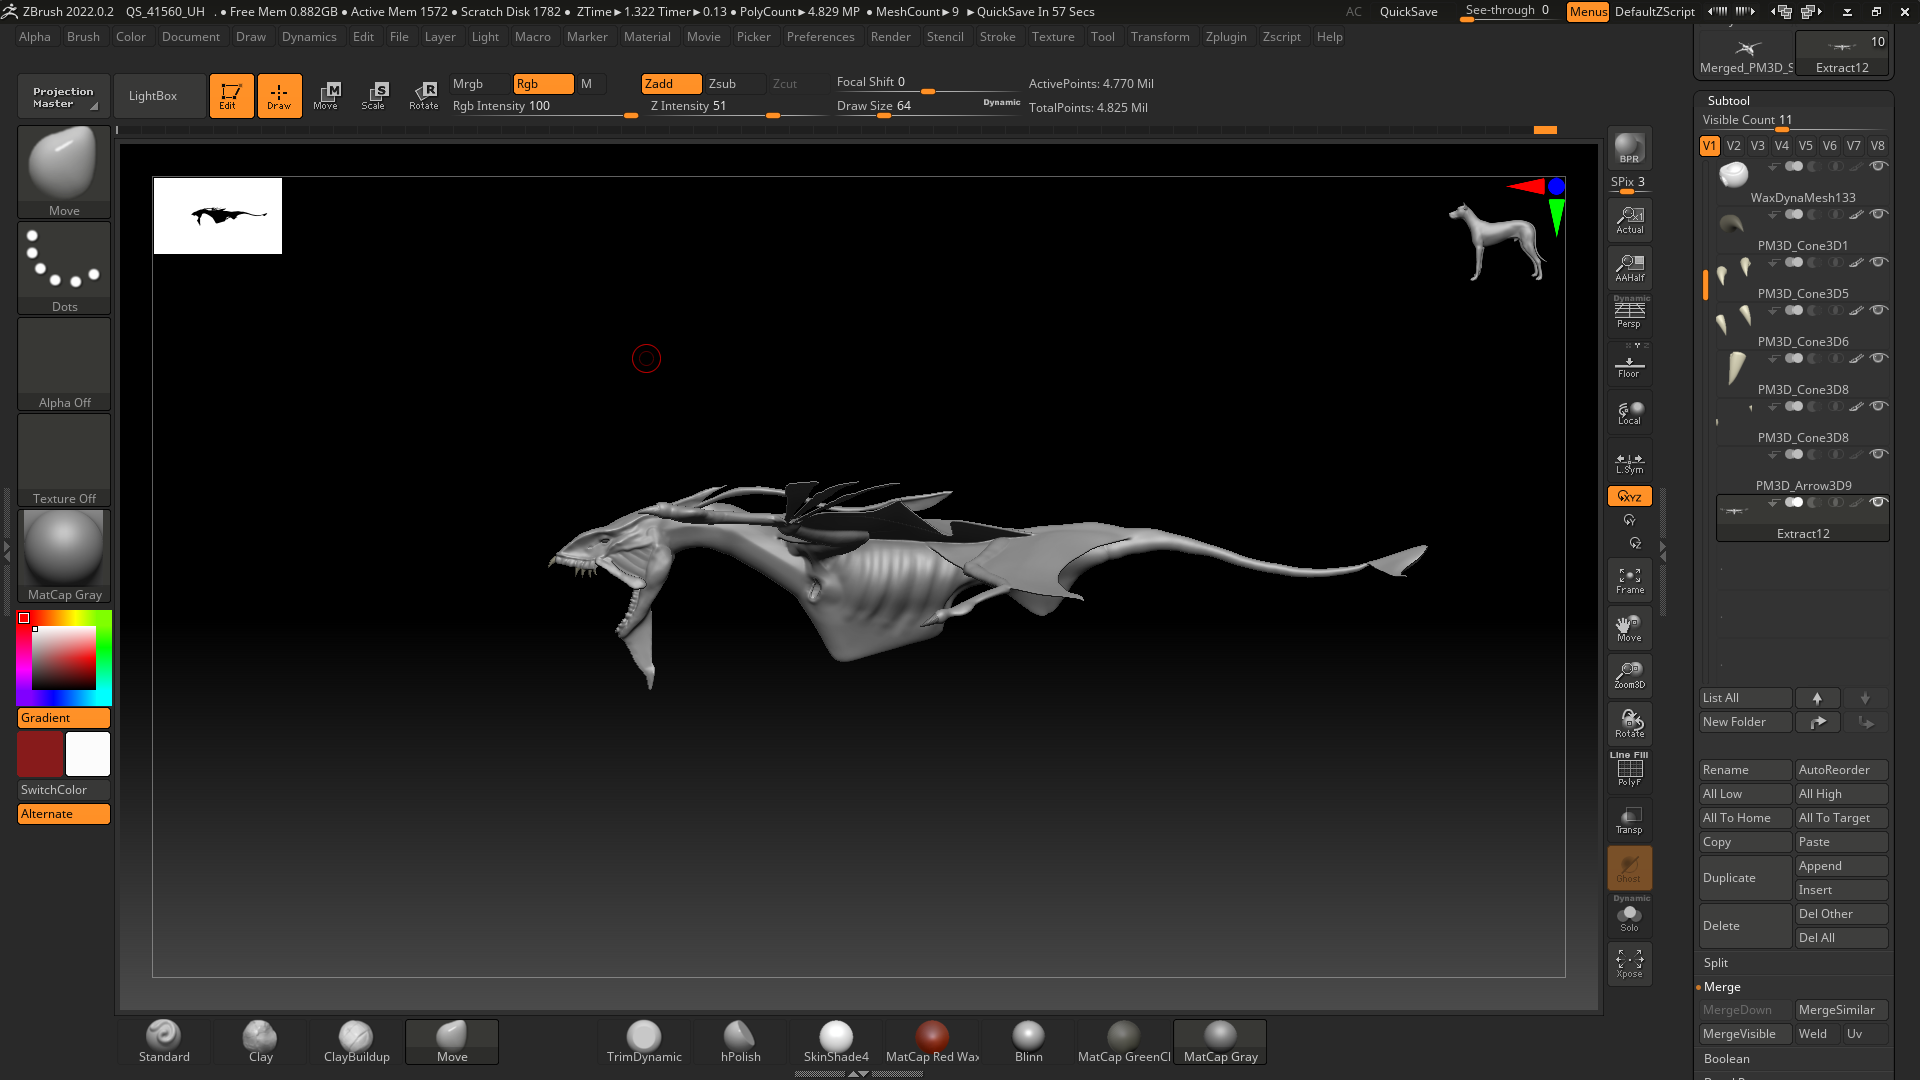 ZBrush 2022.0.2 QS_41560_UH . ● Free Mem 0.882GB ● Active Mem 1572 ● Scratch Disk 1782 ● ZTime►1.322 Timer►0.13 ● PolyCount►4.829 MP ● MeshCount►9 ►QuickSave In 57 Secs AC QuickSave See-through 0 Menus DefaultZScript
Alpha Brush Color Document Draw Dynamics Edit File Layer Light Macro Marker Material Movie Picker Preferences Render Stencil Stroke Texture Tool Transform Zplugin Zscript Help
10
Merged_PM3D_S Extract12
Projection Master
LightBox
Edit Draw Move Scale Rotate
Mrgb Rgb M Zadd Zsub Zcut
Rgb Intensity 100 Z Intensity 51
Focal Shift 0
Draw Size 64 Dynamic
ActivePoints: 4.770 Mil
TotalPoints: 4.825 Mil
Move
Dots
Alpha Off
Texture Off
MatCap Gray
Gradient
SwitchColor
Alternate
BPR
SPix 3
Actual
AAHalf
Dynamic
Persp
Floor
Local
L.Sym
XYZ
Y
Z
Frame
Move
Zoom3D
Rotate
Line Fill
PolyF
Transp
Ghost
Dynamic
Solo
Xpose
Subtool
Visible Count 11
V1 V2 V3 V4 V5 V6 V7 V8
WaxDynaMesh133
PM3D_Cone3D1
PM3D_Cone3D5
PM3D_Cone3D6
PM3D_Cone3D8
PM3D_Cone3D8
PM3D_Arrow3D9
Extract12
List All
New Folder
Rename AutoReorder
All Low All High
All To Home All To Target
Copy Paste
Duplicate Append
Insert
Delete Del Other
Del All
Split
Merge
MergeDown MergeSimilar
MergeVisible Weld Uv
Boolean
Standard Clay ClayBuildup Move TrimDynamic hPolish SkinShade4 MatCap Red Wax Blinn MatCap GreenCl MatCap Gray